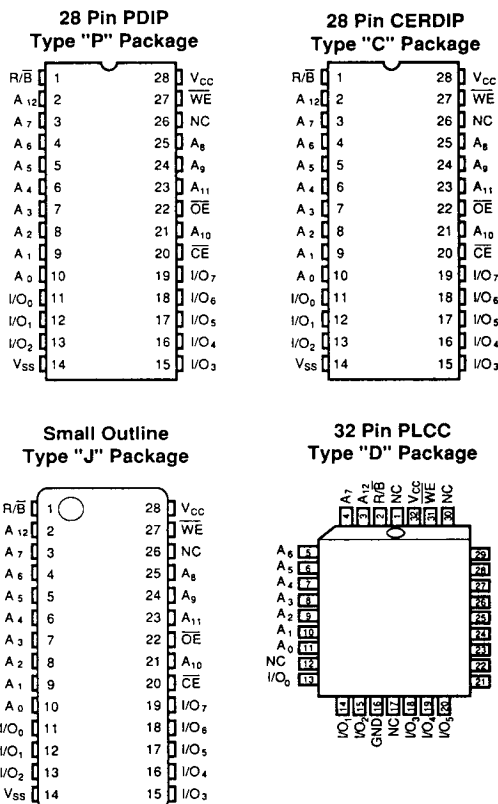 28 Pin PDIP
Type "P" Package
R/B̅ 1 28 V_CC
A₁₂ 2 27 W̅E̅
A₇ 3 26 NC
A₆ 4 25 A₈
A₅ 5 24 A₉
A₄ 6 23 A₁₁
A₃ 7 22 O̅E̅
A₂ 8 21 A₁₀
A₁ 9 20 C̅E̅
A₀ 10 19 I/O₇
I/O₀ 11 18 I/O₆
I/O₁ 12 17 I/O₅
I/O₂ 13 16 I/O₄
V_SS 14 15 I/O₃
28 Pin CERDIP
Type "C" Package
R/B̅ 1 28 V_CC
A₁₂ 2 27 W̅E̅
A₇ 3 26 NC
A₆ 4 25 A₈
A₅ 5 24 A₉
A₄ 6 23 A₁₁
A₃ 7 22 O̅E̅
A₂ 8 21 A₁₀
A₁ 9 20 C̅E̅
A₀ 10 19 I/O₇
I/O₀ 11 18 I/O₆
I/O₁ 12 17 I/O₅
I/O₂ 13 16 I/O₄
V_SS 14 15 I/O₃
Small Outline
Type "J" Package
R/B̅ 1 28 V_CC
A₁₂ 2 27 W̅E̅
A₇ 3 26 NC
A₆ 4 25 A₈
A₅ 5 24 A₉
A₄ 6 23 A₁₁
A₃ 7 22 O̅E̅
A₂ 8 21 A₁₀
A₁ 9 20 C̅E̅
A₀ 10 19 I/O₇
I/O₀ 11 18 I/O₆
I/O₁ 12 17 I/O₅
I/O₂ 13 16 I/O₄
V_SS 14 15 I/O₃
32 Pin PLCC
Type "D" Package
A₇ A₁₂ R/B̅ NC V_CC W̅E̅ NC
4 3 2 1 32 31 30
A₆ 5 29
A₅ 6 28
A₄ 7 27
A₃ 8 26
A₂ 9 25
A₁ 10 24
A₀ 11 23
NC 12 22
I/O₀ 13 21
14 15 16 17 18 19 20
I/O₁ I/O₂ GND NC I/O₃ I/O₄ I/O₅